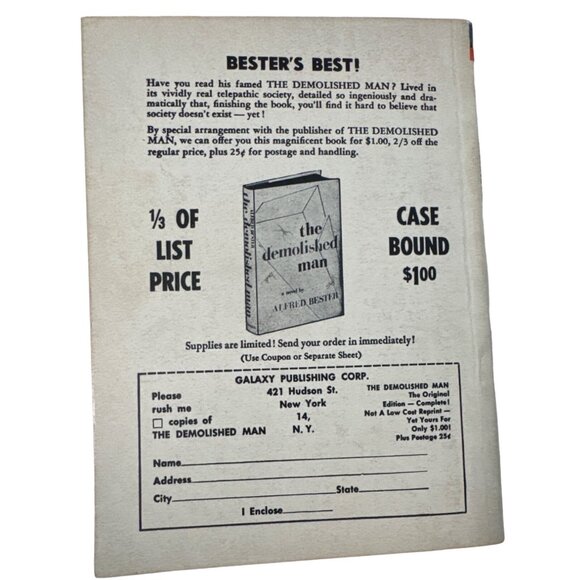 BESTER'S BEST!
Have you read his famed THE DEMOLISHED MAN? Lived in
its vividly real telepathic society, detailed so ingeniously and dra-
matically that, finishing the book, you'll find it hard to believe that
society doesn't exist — yet!
By special arrangement with the publisher of THE DEMOLISHED
MAN, we can offer you this magnificent book for $1.00, 2/3 off the
regular price, plus 25¢ for postage and handling.
⅓ OF
LIST
PRICE
ALFRED BESTER
the demolished man
the
demolished
man
a novel by
ALFRED BESTER
CASE
BOUND
$100
Supplies are limited! Send your order in immediately!
(Use Coupon or Separate Sheet)
GALAXY PUBLISHING CORP.
421 Hudson St.
New York
14,
N. Y.
Please
rush me
copies of
THE DEMOLISHED MAN
THE DEMOLISHED MAN
The Original
Edition — Complete!
Not A Low Cost Reprint —
Yet Yours For
Only $1.00!
Plus Postage 25¢
Name
Address
City State
I Enclose